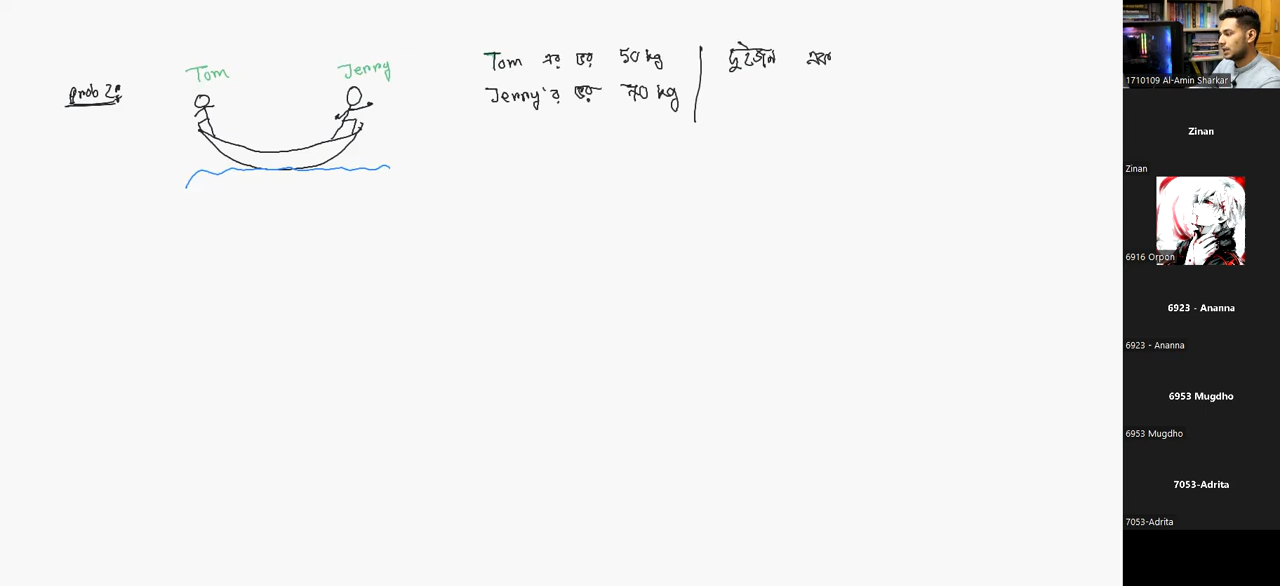 Tom
Jenny
Prob 2:
Tom এর ভর 50 kg
Jenny'র ভর 70 kg
দুইজন এক
1710109 Al-Amin Sharkar
Zinan
Zinan
6916 Orpon
6923 - Ananna
6923 - Ananna
6953 Mugdho
6953 Mugdho
7053-Adrita
7053-Adrita